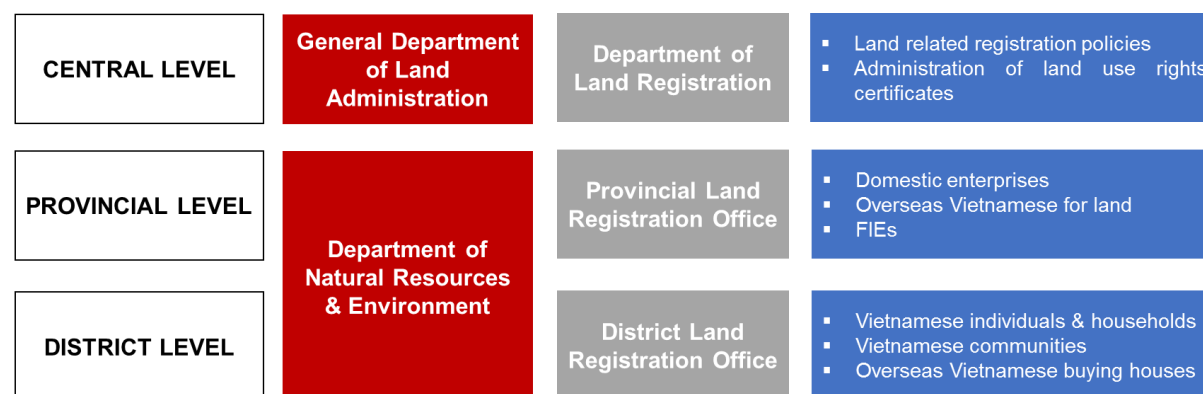 CENTRAL LEVEL
General Department
of Land
Administration
Department of
Land Registration
▪ Land related registration policies
▪ Administration of land use rights
certificates
PROVINCIAL LEVEL
Department of
Natural Resources
& Environment
Provincial Land
Registration Office
▪ Domestic enterprises
▪ Overseas Vietnamese for land
▪ FIEs
DISTRICT LEVEL
District Land
Registration Office
▪ Vietnamese individuals & households
▪ Vietnamese communities
▪ Overseas Vietnamese buying houses